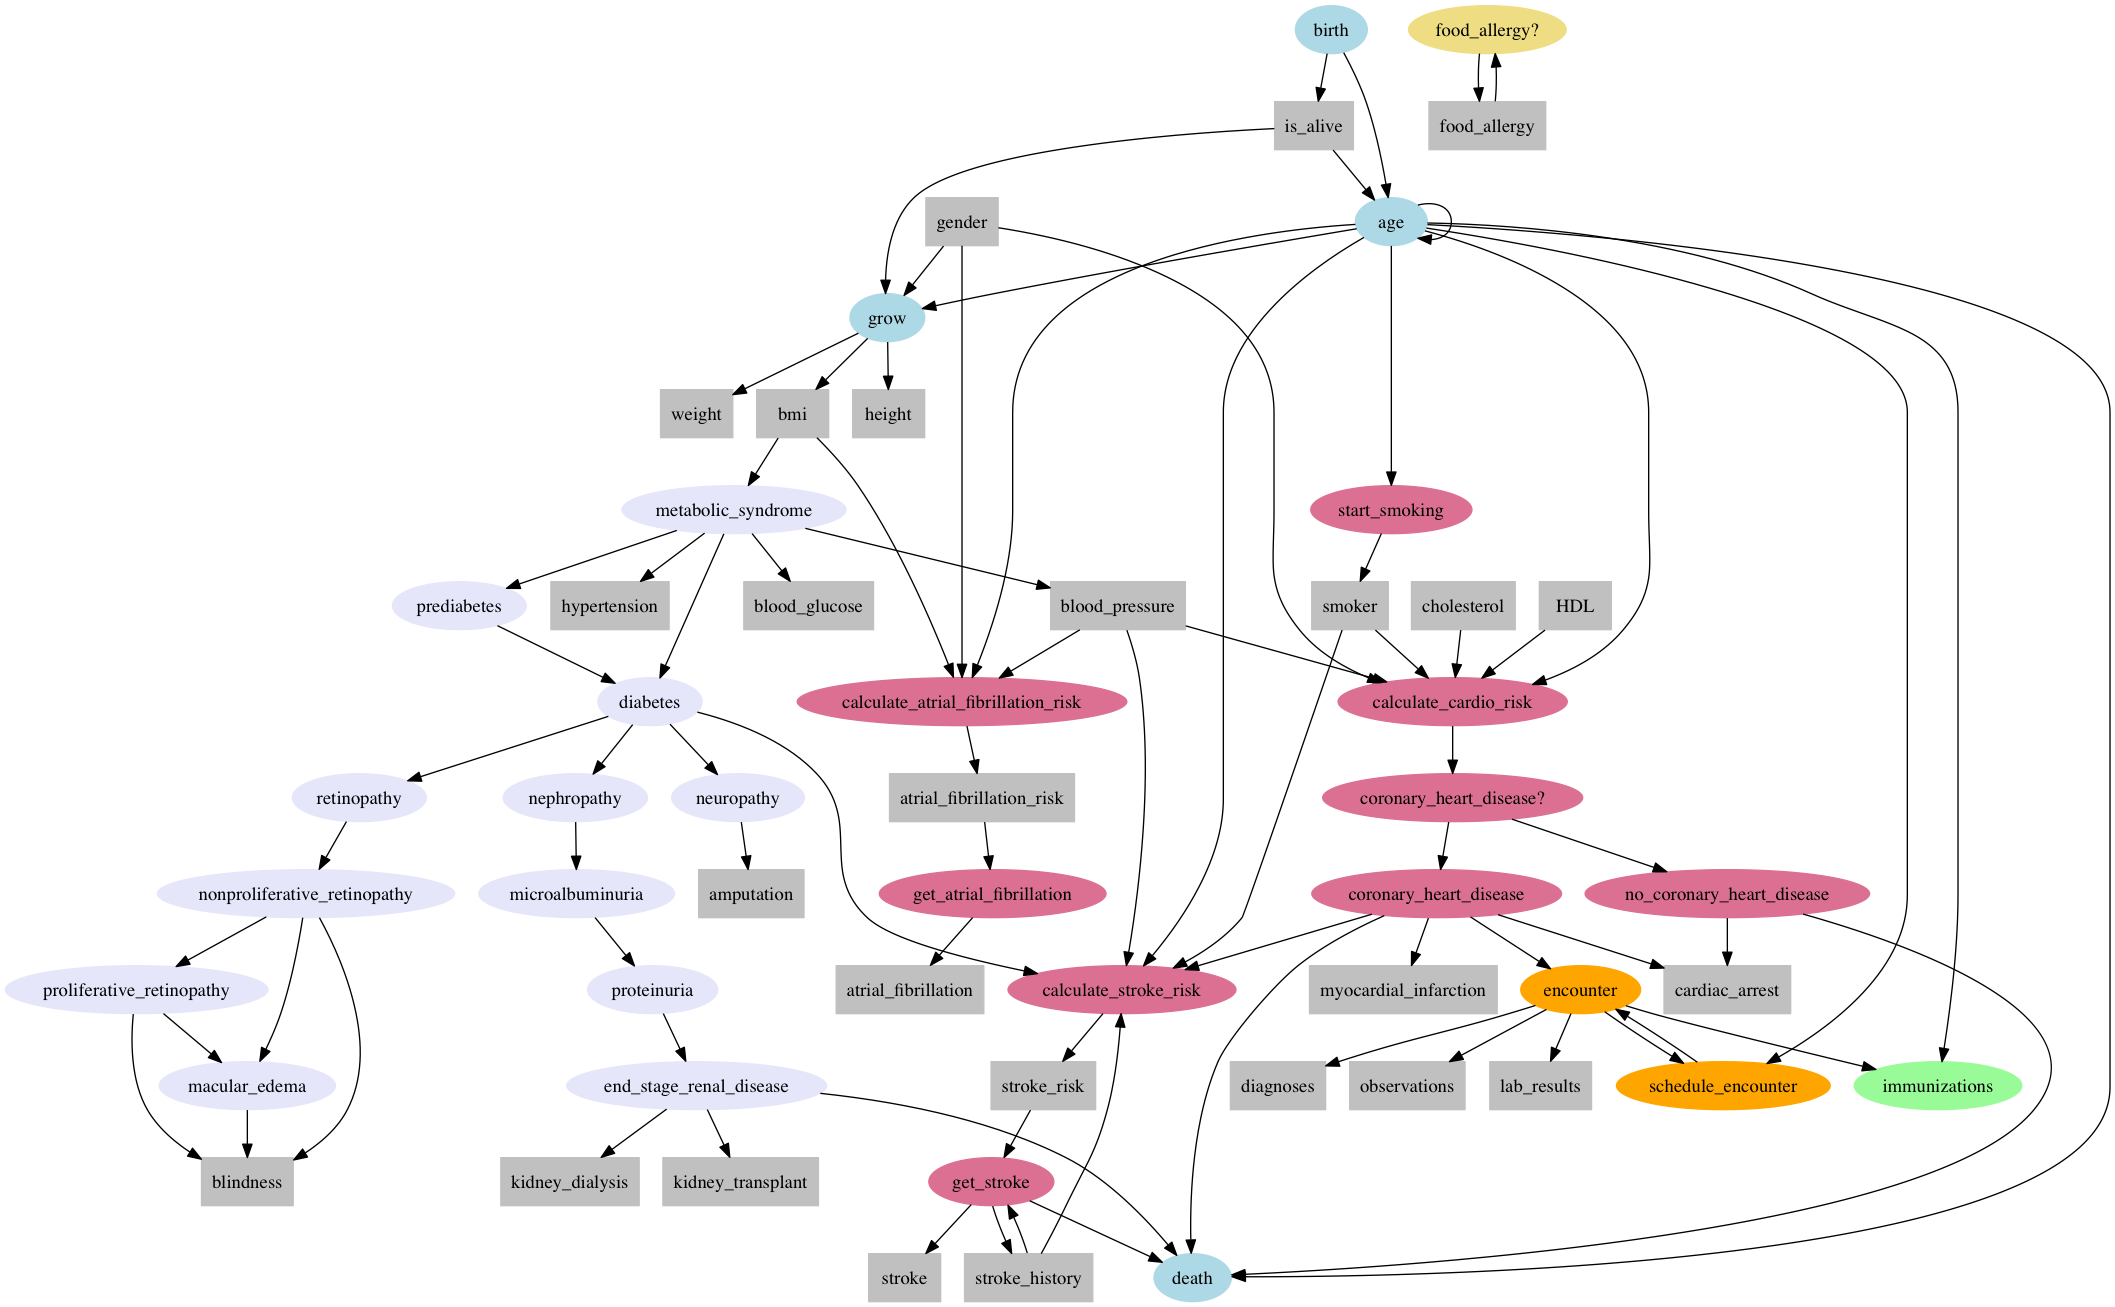 birth
food_allergy?
is_alive
food_allergy
gender
age
grow
weight
bmi
height
metabolic_syndrome
start_smoking
prediabetes
hypertension
blood_glucose
blood_pressure
smoker
cholesterol
HDL
diabetes
calculate_atrial_fibrillation_risk
calculate_cardio_risk
retinopathy
nephropathy
neuropathy
atrial_fibrillation_risk
coronary_heart_disease?
nonproliferative_retinopathy
microalbuminuria
amputation
get_atrial_fibrillation
coronary_heart_disease
no_coronary_heart_disease
proliferative_retinopathy
proteinuria
atrial_fibrillation
calculate_stroke_risk
myocardial_infarction
encounter
cardiac_arrest
macular_edema
end_stage_renal_disease
stroke_risk
diagnoses
observations
lab_results
schedule_encounter
immunizations
blindness
kidney_dialysis
kidney_transplant
get_stroke
stroke
stroke_history
death